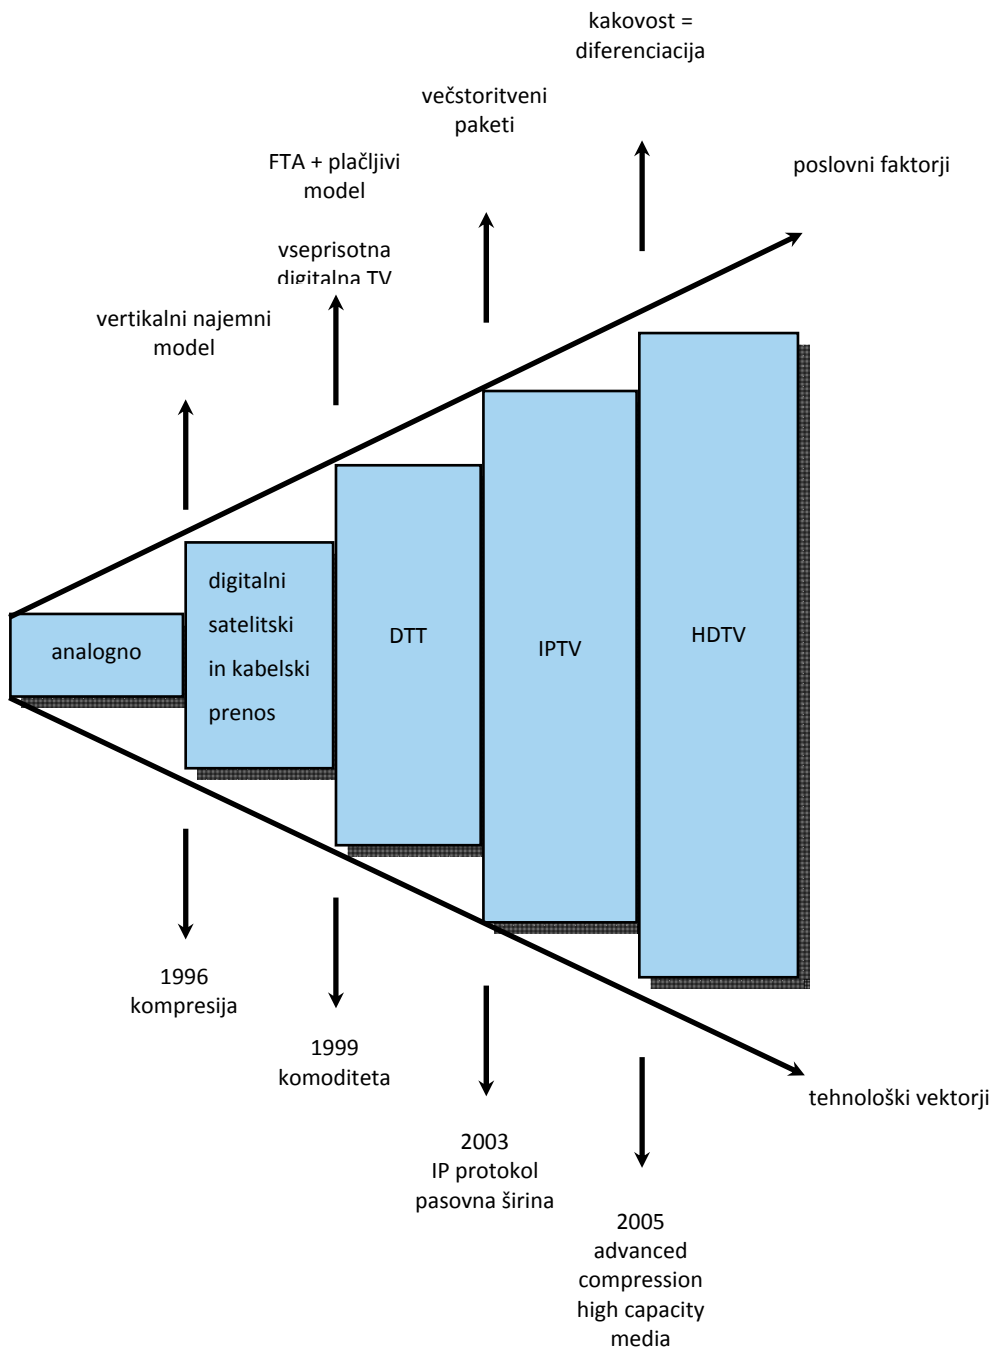 kakovost =
diferenciacija
večstoritveni
paketi
FTA + plačljivi
model
vseprisotna
digitalna TV
poslovni faktorji
vertikalni najemni
model
analogno
digitalni
satelitski
in kabelski
prenos
DTT
IPTV
HDTV
1996
kompresija
1999
komoditeta
2003
IP protokol
pasovna širina
2005
advanced
compression
high capacity
media
tehnološki vektorji